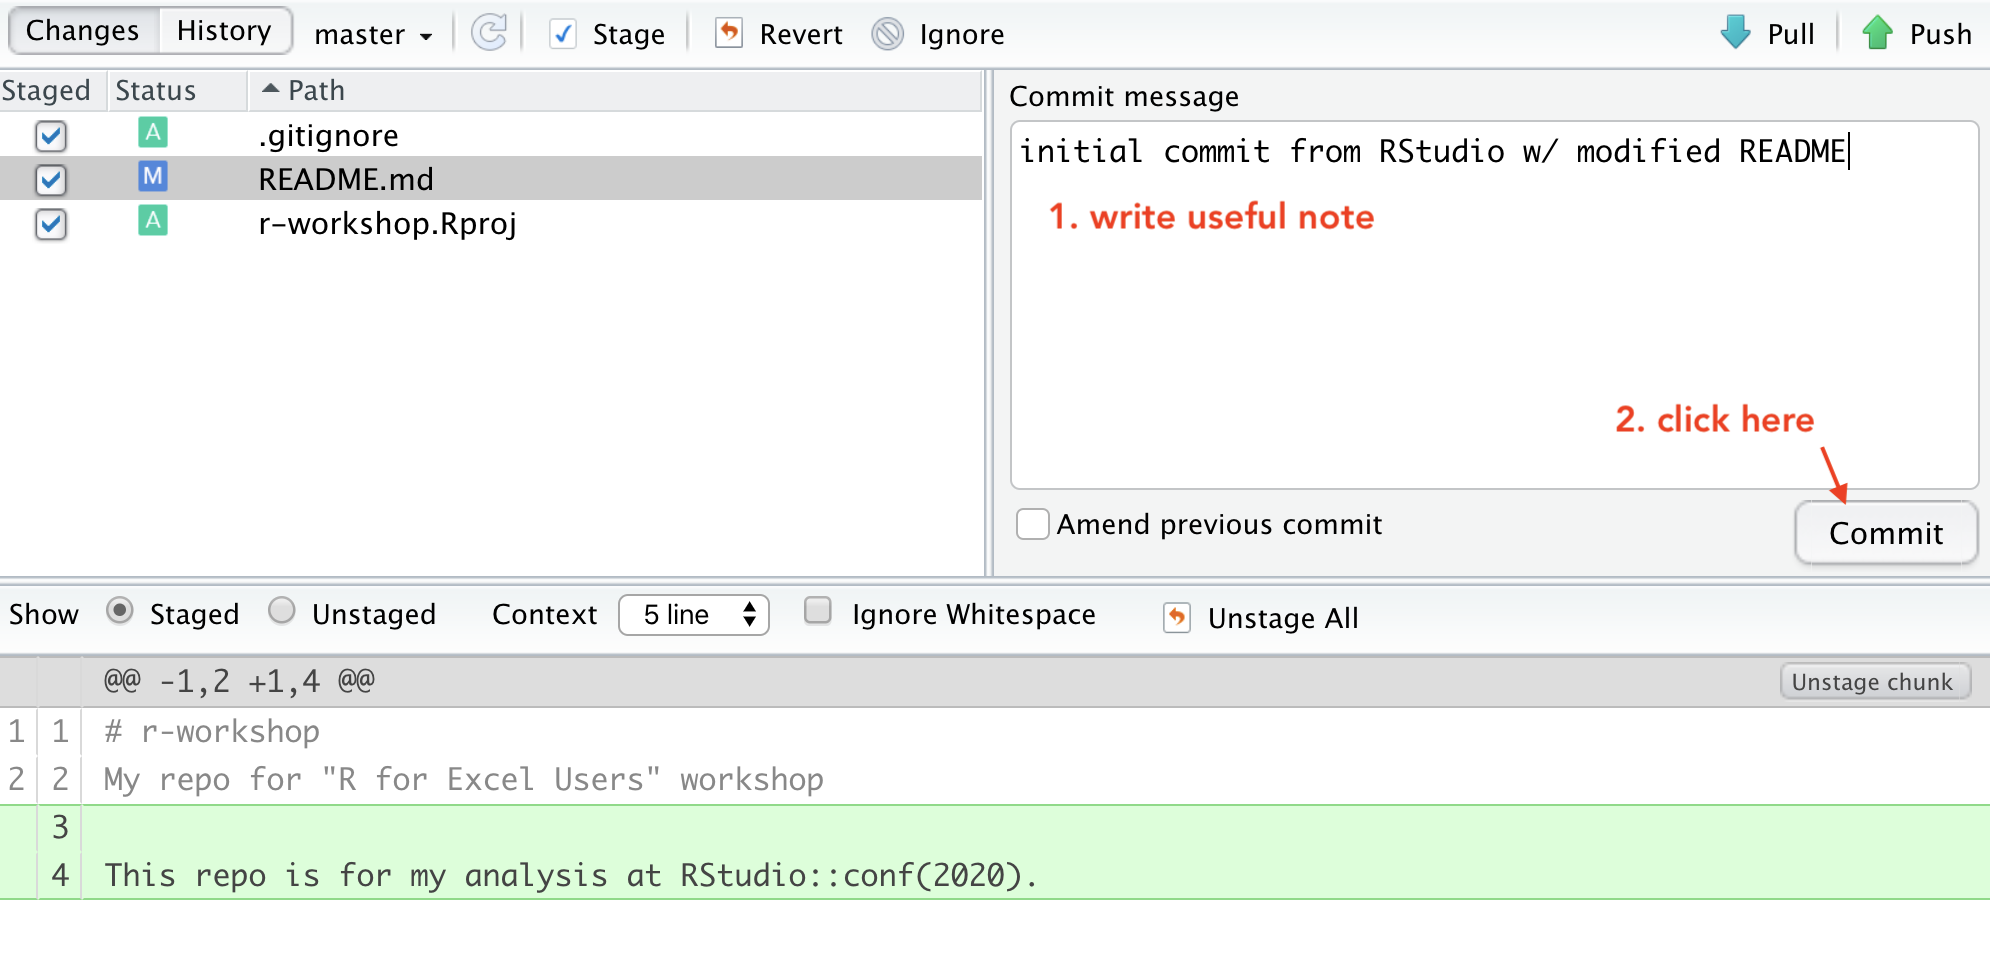 Changes History master Stage Revert Ignore Pull Push
Staged Status Path
A .gitignore
M README.md
A r-workshop.Rproj
Commit message
initial commit from RStudio w/ modified README
1. write useful note
2. click here
Amend previous commit
Commit
Show Staged Unstaged Context 5 line Ignore Whitespace Unstage All
@@ -1,2 +1,4 @@ Unstage chunk
1 1 # r-workshop
2 2 My repo for "R for Excel Users" workshop
3
4 This repo is for my analysis at RStudio::conf(2020).